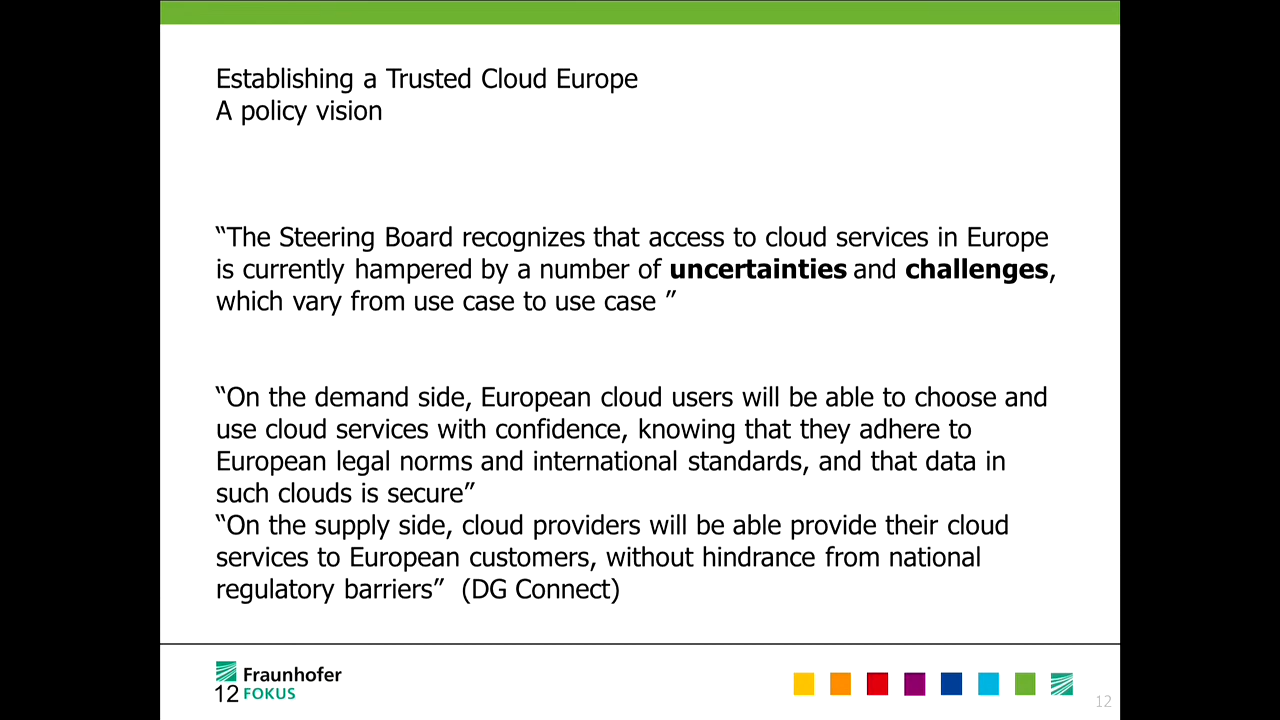 Establishing a Trusted Cloud Europe
A policy vision
“The Steering Board recognizes that access to cloud services in Europe
is currently hampered by a number of uncertainties and challenges,
which vary from use case to use case ”
“On the demand side, European cloud users will be able to choose and
use cloud services with confidence, knowing that they adhere to
European legal norms and international standards, and that data in
such clouds is secure”
“On the supply side, cloud providers will be able provide their cloud
services to European customers, without hindrance from national
regulatory barriers”  (DG Connect)
Fraunhofer
12 FOKUS
12